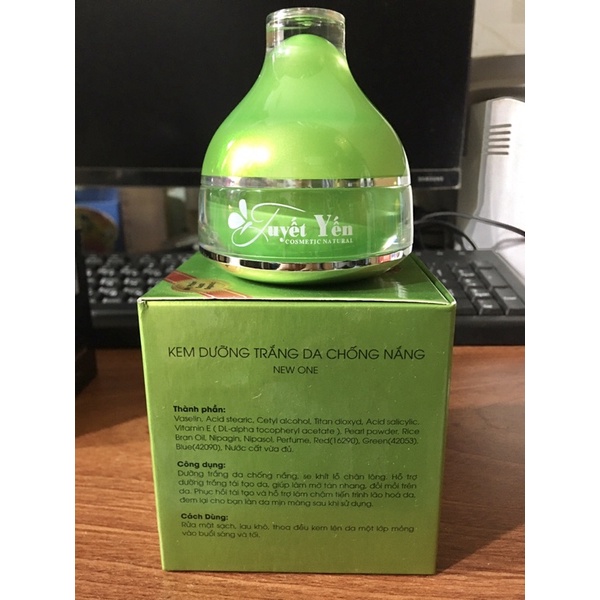 Tuyết Yến
COSMETIC NATURAL
SAMSUNG
KEM DƯỠNG TRẮNG DA CHỐNG NẮNG
NEW ONE
Thành phần:
Vaselin, Acid stearic, Cetyl alcohol, Titan dioxyd, Acid salicylic,
Vitamin E ( DL-alpha tocopheryl acetate ), Pearl powder, Rice
Bran Oil, Nipagin, Nipasol, Perfume, Red(16290), Green(42053),
Blue(42090), Nước cất vừa đủ.
Công dụng:
Dưỡng trắng da chống nắng, se khít lỗ chân lông. Hỗ trợ
dưỡng trắng tái tạo da, giúp làm mờ tàn nhang, đồi mồi trên
da. Phục hồi tái tạo và hỗ trợ làm chậm tiến trình lão hoá da,
đem lại cho bạn làn da mịn màng sau khi sử dụng.
Cách Dùng:
Rửa mặt sạch, lau khô, thoa đều kem lên da một lớp mỏng
vào buổi sáng và tối.